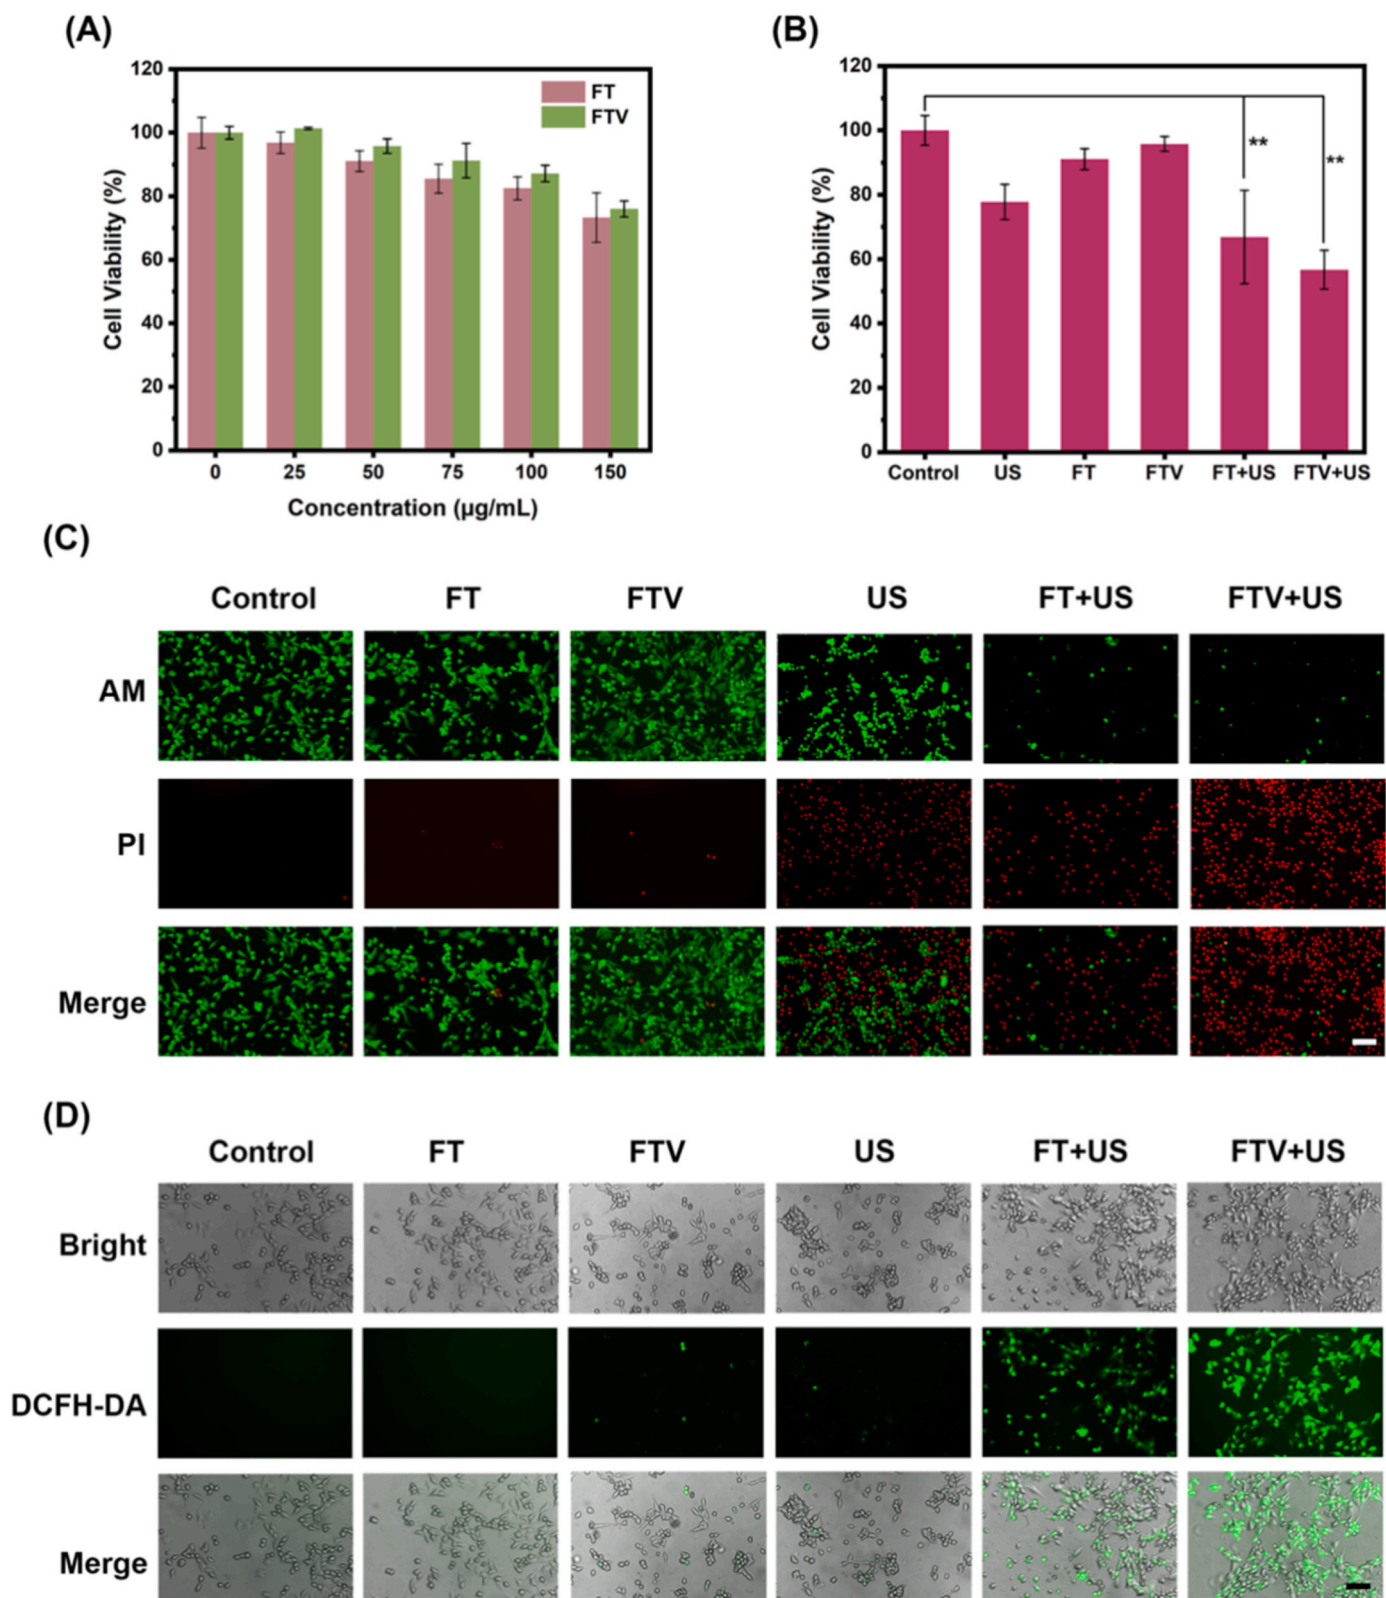 (A)
120
100
80
60
40
20
0
Cell Viability (%)
FT
FTV
0 25 50 75 100 150
Concentration (µg/mL)
(B)
120
100
80
60
40
20
0
Cell Viability (%)
**
**
Control US FT FTV FT+US FTV+US
(C)
Control FT FTV US FT+US FTV+US
AM
PI
Merge
(D)
Control FT FTV US FT+US FTV+US
Bright
DCFH-DA
Merge